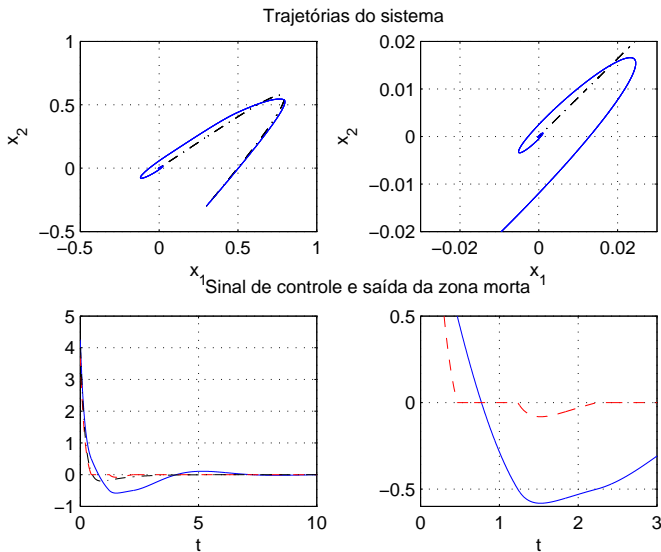 Trajetórias do sistema
1
0.5
0
−0.5
−0.5 0 0.5 1
x2
x1
0.02
0.01
0
−0.01
−0.02
−0.02 0 0.02
x2
x1
Sinal de controle e saída da zona morta
5
4
3
2
1
0
−1
0 5 10
t
0.5
0
−0.5
0 1 2 3
t